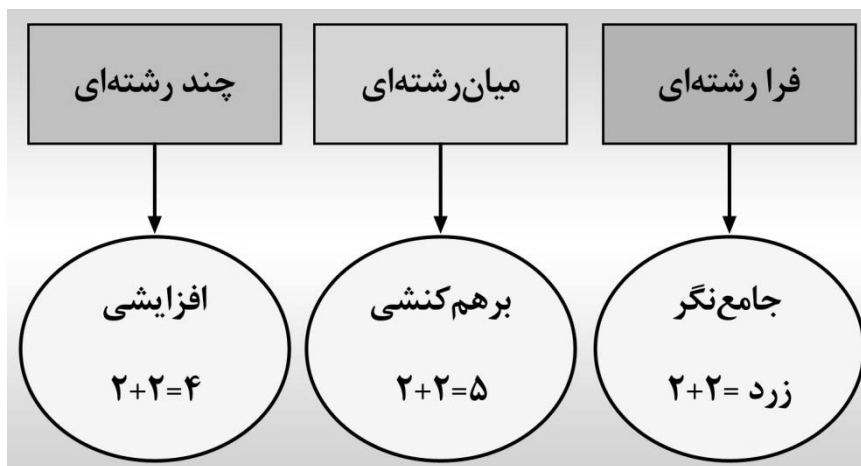 فرا رشته‌ای
میان‌رشته‌ای
چند رشته‌ای
جامع‌نگر
۲+۲= زرد
برهم‌کنشی
۲+۲=۵
افزایشی
۲+۲=۴